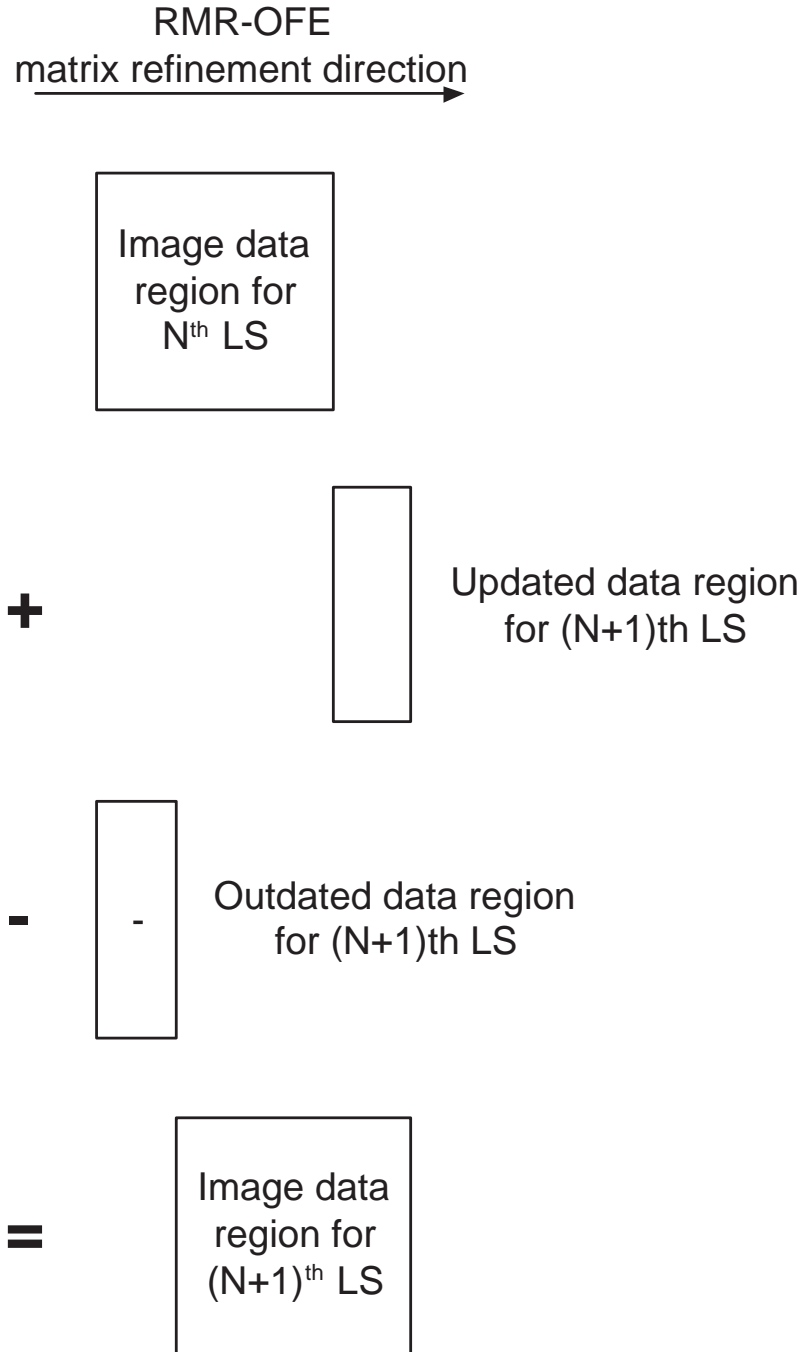 RMR-OFE
matrix refinement direction
Image data
region for
Nth LS
+
Updated data region
for (N+1)th LS
-
-
Outdated data region
for (N+1)th LS
=
Image data
region for
(N+1)th LS